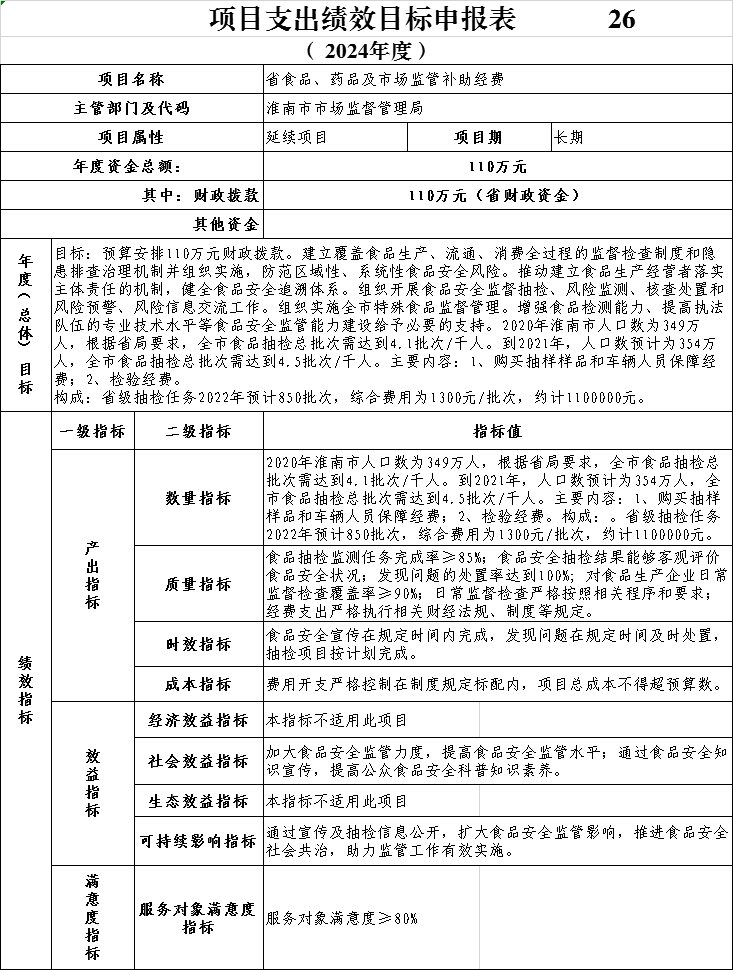 项目支出绩效目标申报表 26
（ 2024年度 ）
项目名称 省食品、药品及市场监管补助经费
主管部门及代码 淮南市市场监督管理局
项目属性 延续项目 项目期 长期
年度资金总额： 110万元
其中：财政拨款 110万元（省财政资金）
其他资金
年度（总体）目标
目标：预算安排110万元财政拨款。建立覆盖食品生产、流通、消费全过程的监督检查制度和隐
患排查治理机制并组织实施，防范区域性、系统性食品安全风险。推动建立食品生产经营者落实
主体责任的机制，健全食品安全追溯体系。组织开展食品安全监督抽检、风险监测、核查处置和
风险预警、风险信息交流工作。组织实施全市特殊食品监督管理。增强食品检测能力、提高执法
队伍的专业技术水平等食品安全监管能力建设给予必要的支持。2020年淮南市人口数为349万
人，根据省局要求，全市食品抽检总批次需达到4.1批次/千人。到2021年，人口数预计为354万
人，全市食品抽检总批次需达到4.5批次/千人。主要内容：1、购买抽样样品和车辆人员保障经
费；2、检验经费。
构成：省级抽检任务2022年预计850批次，综合费用为1300元/批次，约计1100000元。
绩效指标
一级指标 二级指标 指标值
产出指标
数量指标
2020年淮南市人口数为349万人，根据省局要求，全市食品抽检总
批次需达到4.1批次/千人。到2021年，人口数预计为354万人，全
市食品抽检总批次需达到4.5批次/千人。主要内容：1、购买抽样
样品和车辆人员保障经费；2、检验经费。构成：。省级抽检任务
2022年预计850批次，综合费用为1300元/批次，约计1100000元。
质量指标
食品抽检监测任务完成率≥85%；食品安全抽检结果能够客观评价
食品安全状况；发现问题的处置率达到100%；对食品生产企业日常
监督检查覆盖率≥90%；日常监督检查严格按照相关程序和要求；
经费支出严格执行相关财经法规、制度等规定。
时效指标
食品安全宣传在规定时间内完成，发现问题在规定时间及时处置，
抽检项目按计划完成。
成本指标 费用开支严格控制在制度规定标配内，项目总成本不得超预算数。
效益指标
经济效益指标 本指标不适用此项目
社会效益指标
加大食品安全监管力度，提高食品安全监管水平；通过食品安全知
识宣传，提高公众食品安全科普知识素养。
生态效益指标 本指标不适用此项目
可持续影响指标
通过宣传及抽检信息公开，扩大食品安全监管影响，推进食品安全
社会共治，助力监管工作有效实施。
满意度指标
服务对象满意度
指标
服务对象满意度≥80%